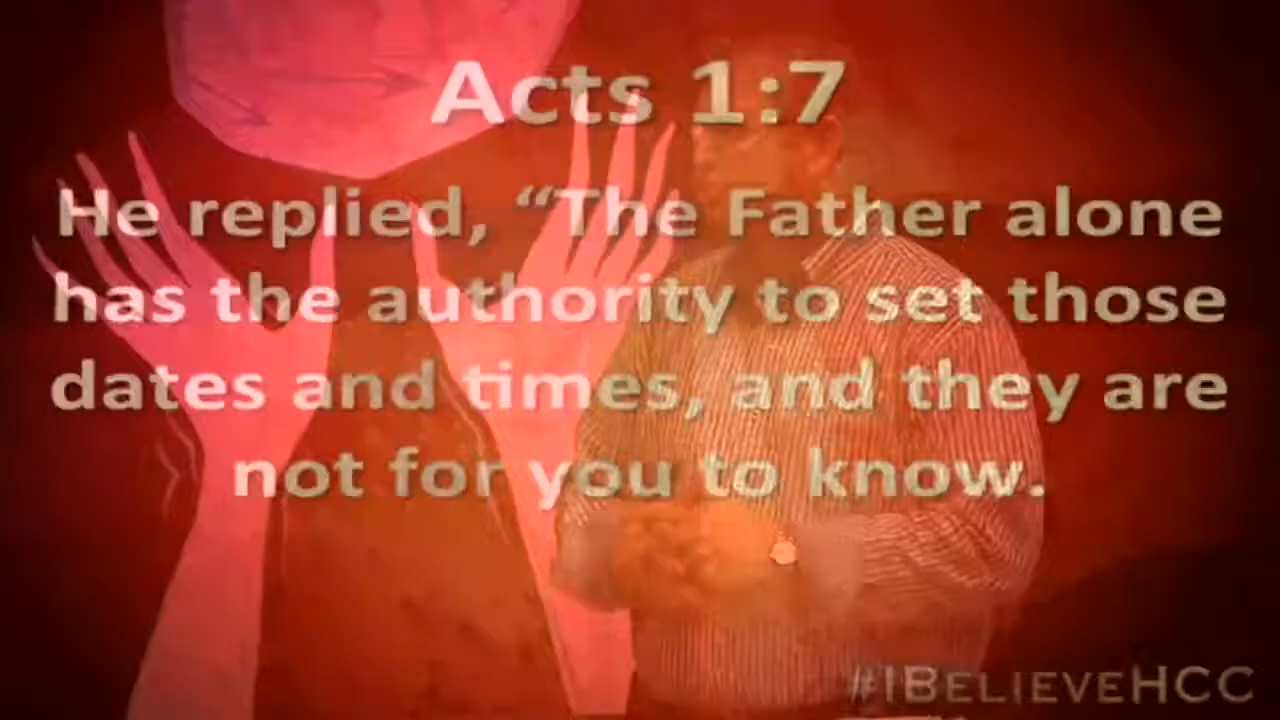 Acts 1:7
He replied, “The Father alone
has the authority to set those
dates and times, and they are
not for you to know.
#IBELIEVEHCC